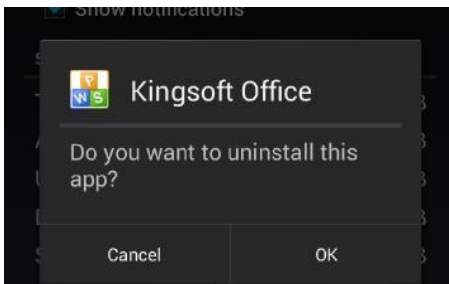 Show notifications
P
W S
Kingsoft Office
Do you want to uninstall this
app?
Cancel
OK